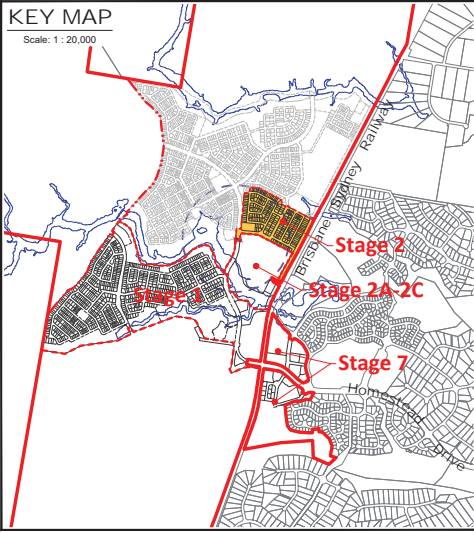 KEY MAP
Scale: 1 : 20,000
Brisbane Sydney Railway
Stage 2
Stage 1
Stage 2A-2C
Stage 7
Homestead Drive